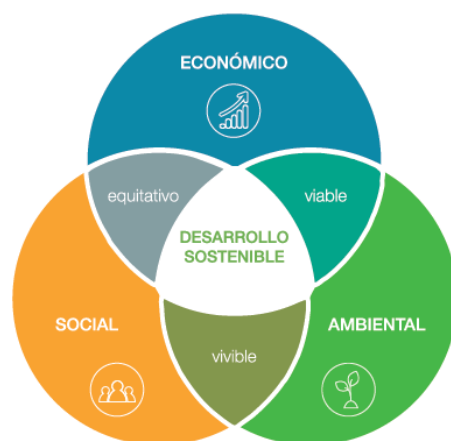 ECONÓMICO
equitativo
viable
DESARROLLO
SOSTENIBLE
SOCIAL
AMBIENTAL
vivible